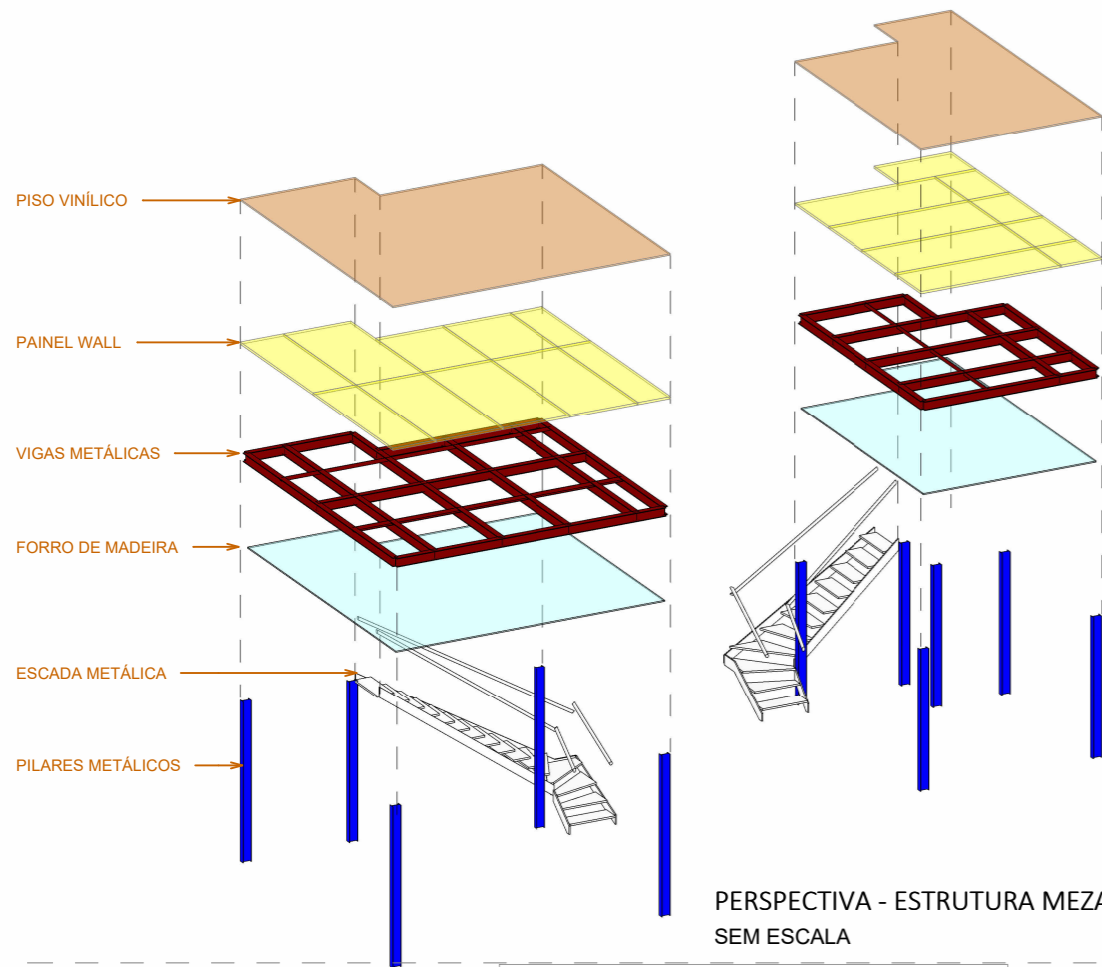 PISO VINÍLICO
PAINEL WALL
VIGAS METÁLICAS
FORRO DE MADEIRA
ESCADA METÁLICA
PILARES METÁLICOS
PERSPECTIVA - ESTRUTURA MEZA
SEM ESCALA